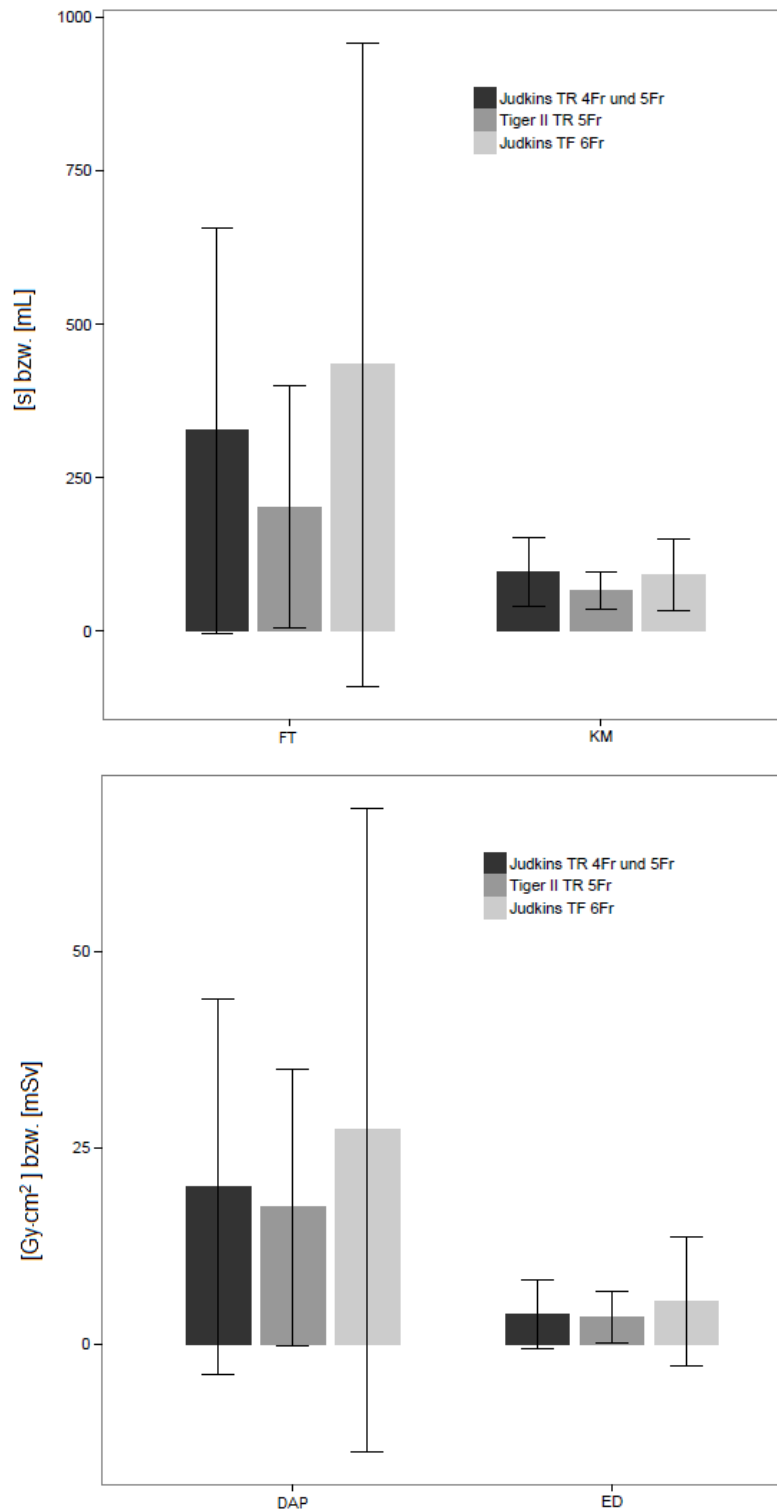 1000
750
500
250
0
[s] bzw. [mL]
Judkins TR 4Fr und 5Fr
Tiger II TR 5Fr
Judkins TF 6Fr
FT
KM
50
25
0
[Gy·cm²] bzw. [mSv]
Judkins TR 4Fr und 5Fr
Tiger II TR 5Fr
Judkins TF 6Fr
DAP
ED